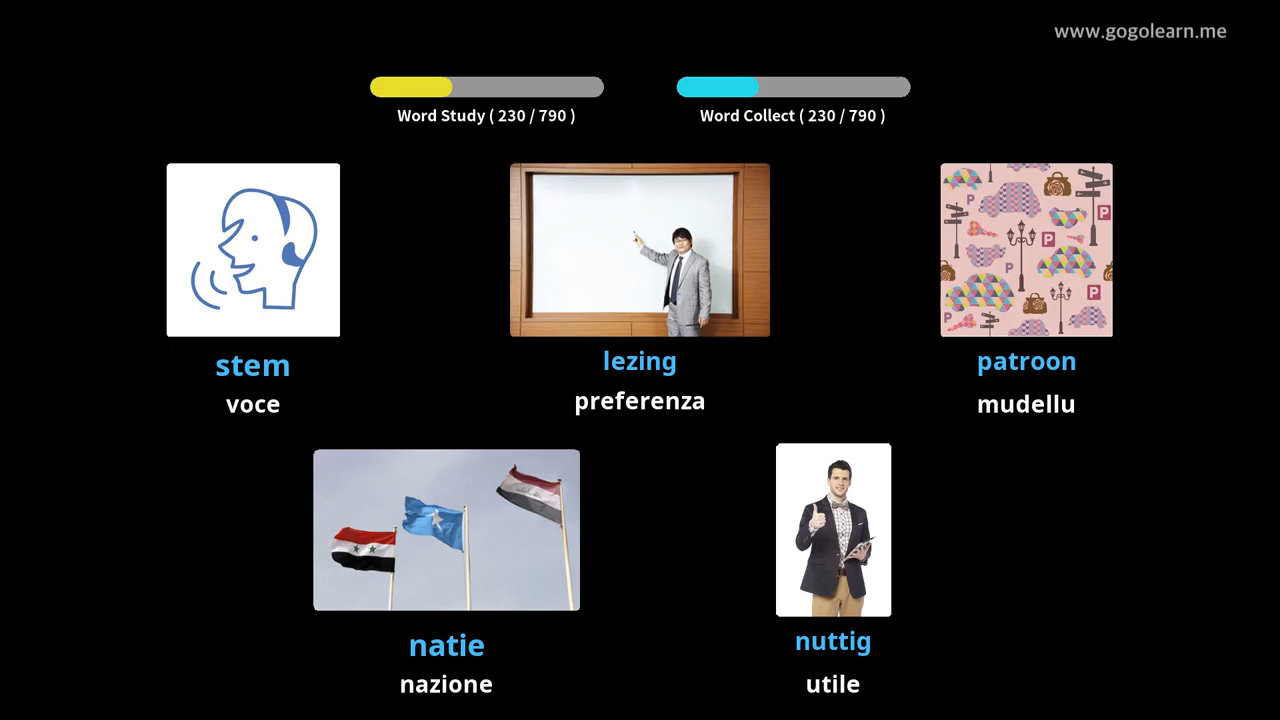 www.gogolearn.me
Word Study ( 230 / 790 )
Word Collect ( 230 / 790 )
stem
voce
lezing
preferenza
patroon
mudellu
natie
nazione
nuttig
utile